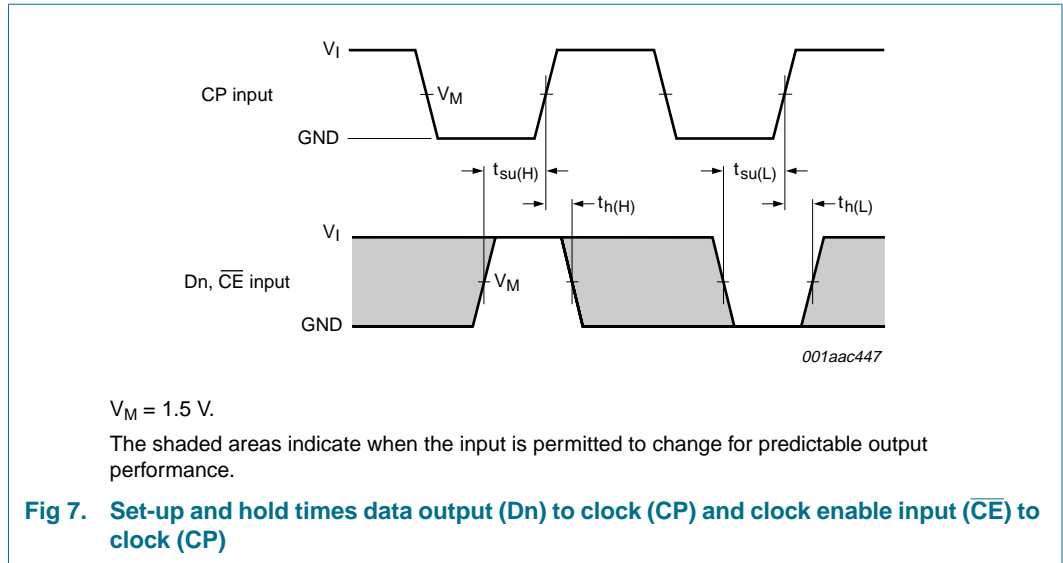 V_I
CP input
V_M
GND
t_su(H)
t_su(L)
t_h(H)
t_h(L)
V_I
Dn, C̅E̅ input
V_M
GND
001aac447
V_M = 1.5 V.
The shaded areas indicate when the input is permitted to change for predictable output
performance.
Fig 7. Set-up and hold times data output (Dn) to clock (CP) and clock enable input (C̅E̅) to
clock (CP)